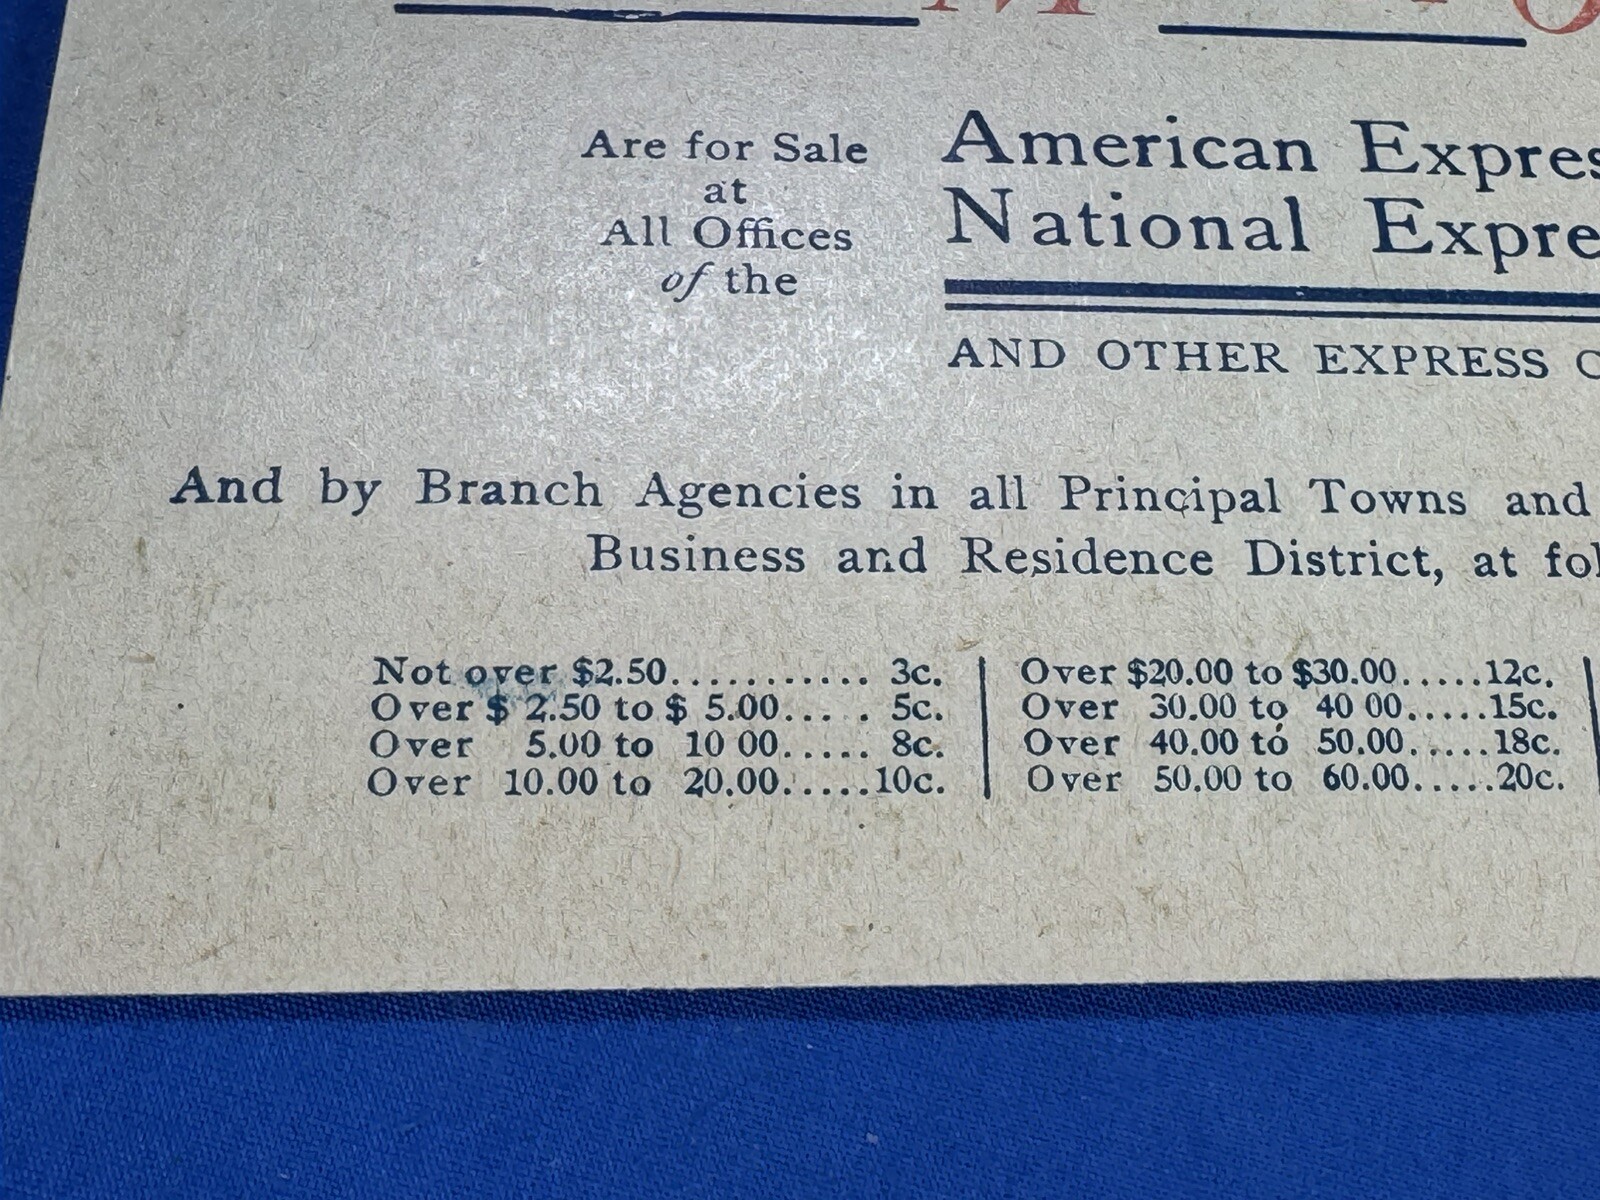 Are for Sale
at
All Offices
of the
American Expres
National Expre
AND OTHER EXPRESS C
And by Branch Agencies in all Principal Towns and
Business and Residence District, at fol
Not over $2.50........... 3c.
Over $ 2.50 to $ 5.00... . 5c.
Over 5.00 to 10 00..... 8c.
Over 10.00 to 20.00.....10c.
Over $20.00 to $30.00.....12c.
Over 30.00 to 40 00.....15c.
Over 40.00 to 50.00.....18c.
Over 50.00 to 60.00.....20c.